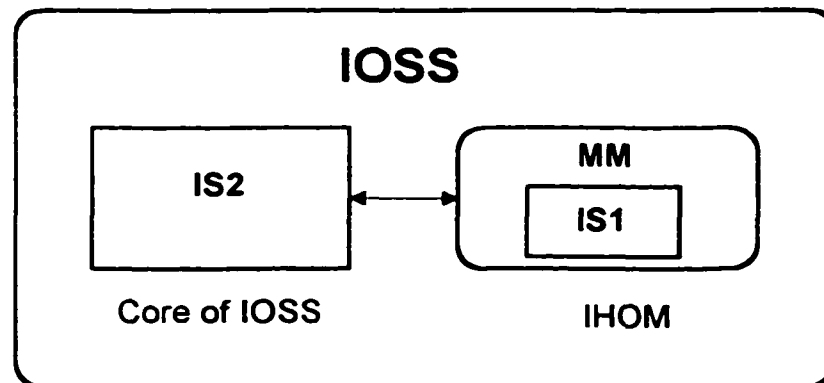 IOSS
IS2
MM
IS1
Core of IOSS
IHOM